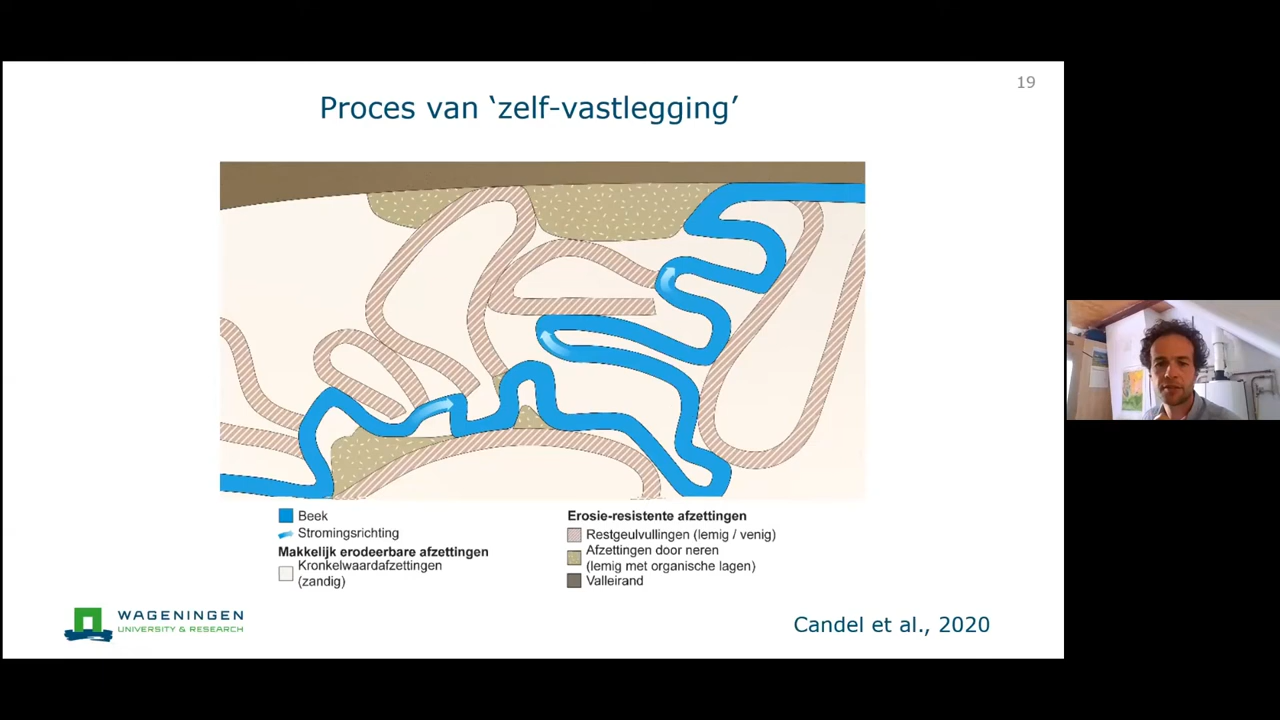 19
Proces van ‘zelf-vastlegging’
Beek
Stromingsrichting
Makkelijk erodeerbare afzettingen
Kronkelwaardafzettingen
(zandig)
Erosie-resistente afzettingen
Restgeulvullingen (lemig / venig)
Afzettingen door neren
(lemig met organische lagen)
Valleirand
WAGENINGEN
UNIVERSITY & RESEARCH
Candel et al., 2020